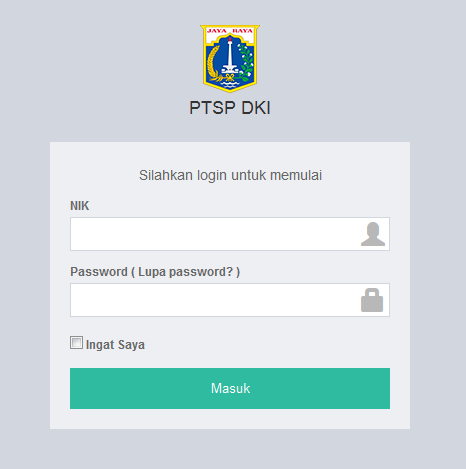 JAYA RAYA
PTSP DKI
Silahkan login untuk memulai
NIK
Password ( Lupa password? )
Ingat Saya
Masuk